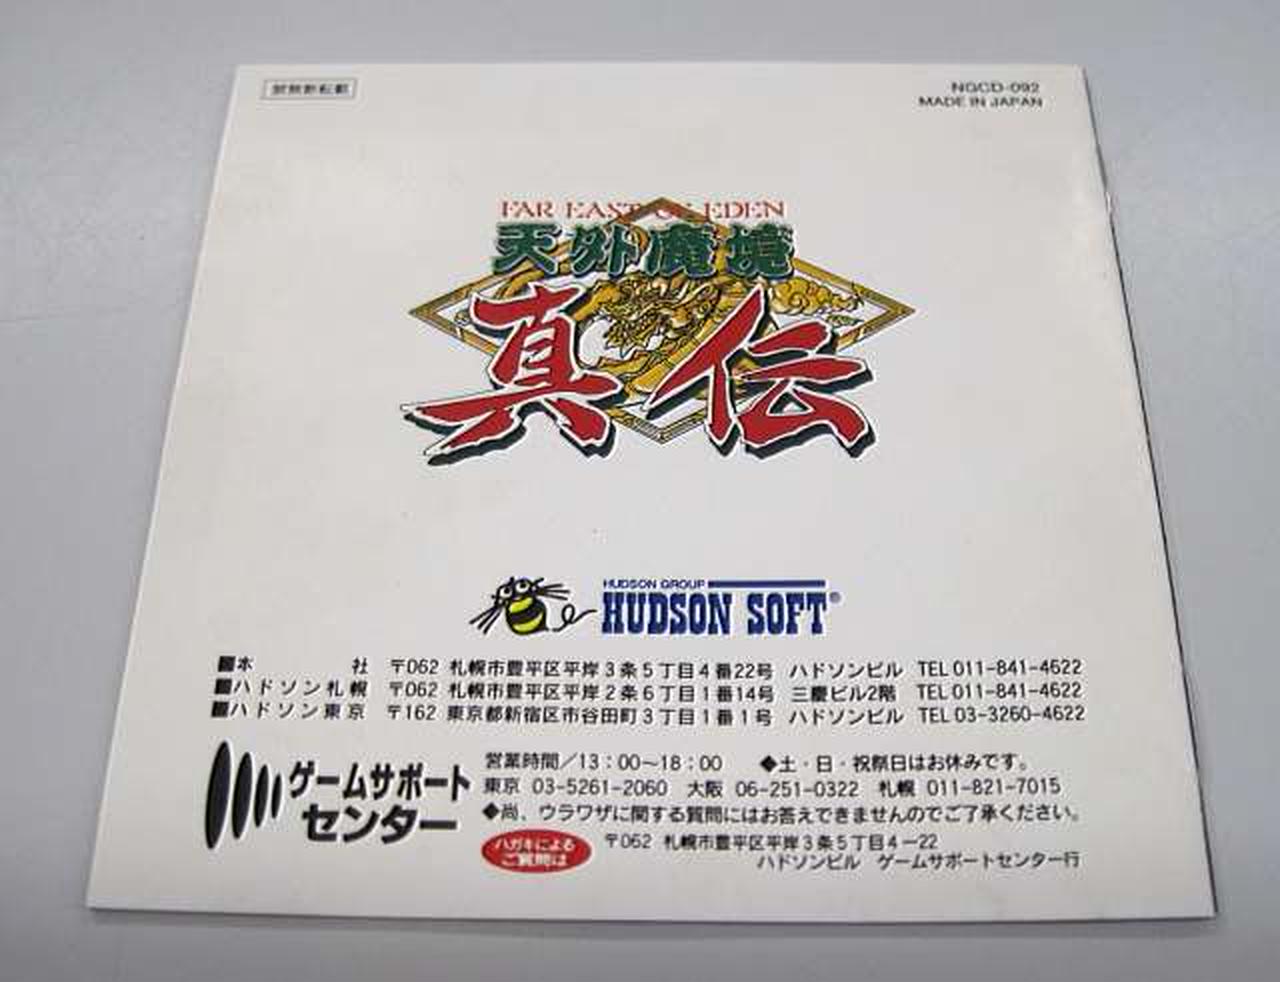 禁無断転載
NGCD-092
MADE IN JAPAN
FAR EAST OF EDEN
天外魔境
真伝
HUDSON GROUP
HUDSON SOFT®
■本　　　社　〒062 札幌市豊平区平岸3条5丁目4番22号　ハドソンビル　TEL 011-841-4622
■ハドソン札幌　〒062 札幌市豊平区平岸2条6丁目1番14号　三慶ビル2階　TEL 011-841-4622
■ハドソン東京　〒162 東京都新宿区市谷田町3丁目1番1号　ハドソンビル　TEL 03-3260-4622
ゲームサポート
センター
営業時間/13:00~18:00　◆土・日・祝祭日はお休みです。
東京 03-5261-2060　大阪 06-251-0322　札幌 011-821-7015
◆尚、ウラワザに関する質問にはお答えできませんのでご了承ください。
ハガキによる
ご質問は
〒062　札幌市豊平区平岸3条5丁目4-22
ハドソンビル　ゲームサポートセンター行